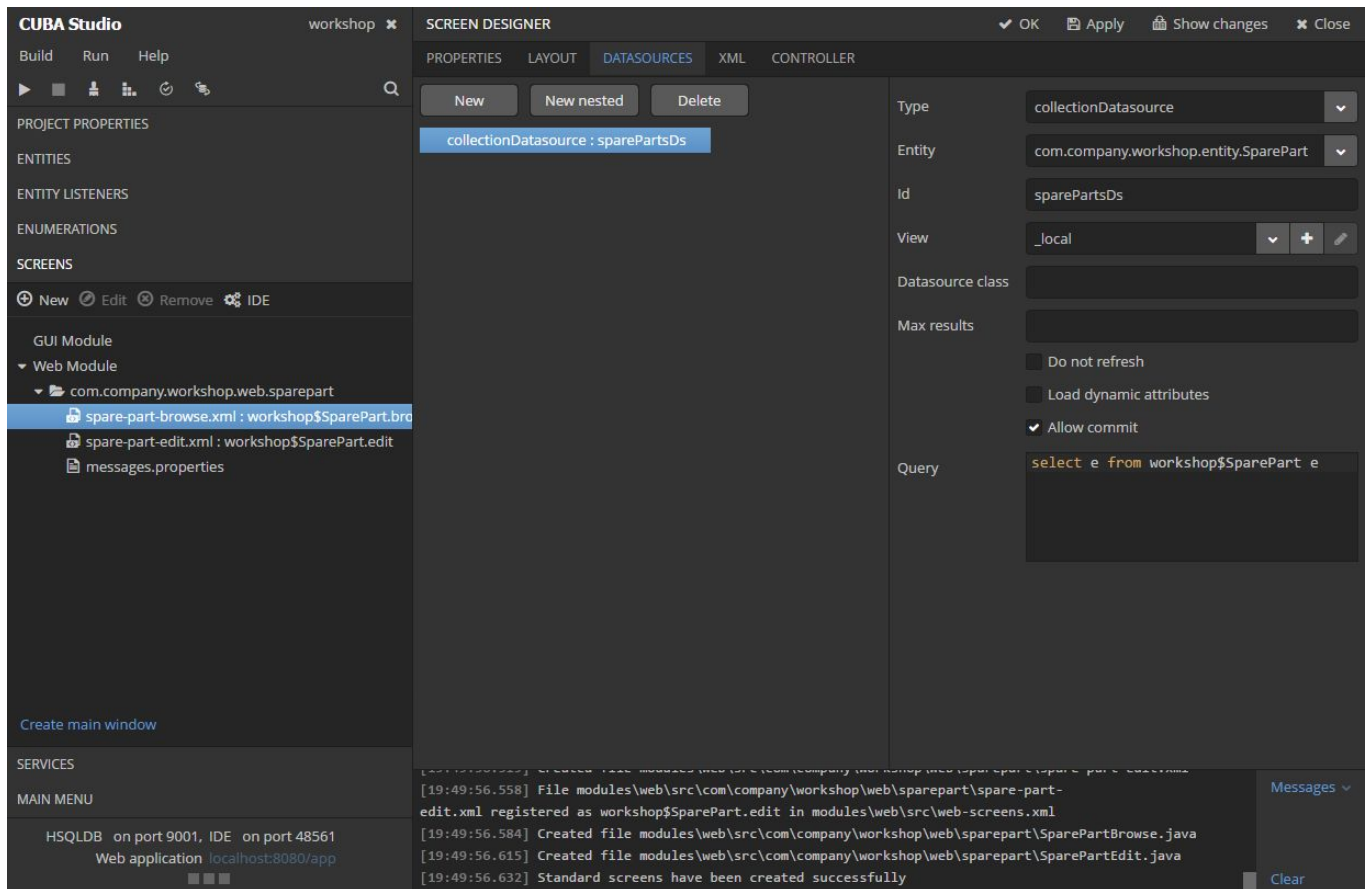 CUBA Studio
workshop
Build Run Help
PROJECT PROPERTIES
ENTITIES
ENTITY LISTENERS
ENUMERATIONS
SCREENS
New Edit Remove IDE
GUI Module
Web Module
com.company.workshop.web.sparepart
spare-part-browse.xml : workshop$SparePart.bro
spare-part-edit.xml : workshop$SparePart.edit
messages.properties
Create main window
SERVICES
MAIN MENU
HSQLDB on port 9001, IDE on port 48561
Web application localhost:8080/app
SCREEN DESIGNER
OK Apply Show changes Close
PROPERTIES LAYOUT DATASOURCES XML CONTROLLER
New New nested Delete
collectionDatasource : sparePartsDs
Type collectionDatasource
Entity com.company.workshop.entity.SparePart
Id sparePartsDs
View _local
Datasource class
Max results
Do not refresh
Load dynamic attributes
Allow commit
Query select e from workshop$SparePart e
[19:49:56.558] File modules\web\src\com\company\workshop\web\sparepart\spare-part-
edit.xml registered as workshop$SparePart.edit in modules\web\src\web-screens.xml
[19:49:56.584] Created file modules\web\src\com\company\workshop\web\sparepart\SparePartBrowse.java
[19:49:56.615] Created file modules\web\src\com\company\workshop\web\sparepart\SparePartEdit.java
[19:49:56.632] Standard screens have been created successfully
Messages
Clear